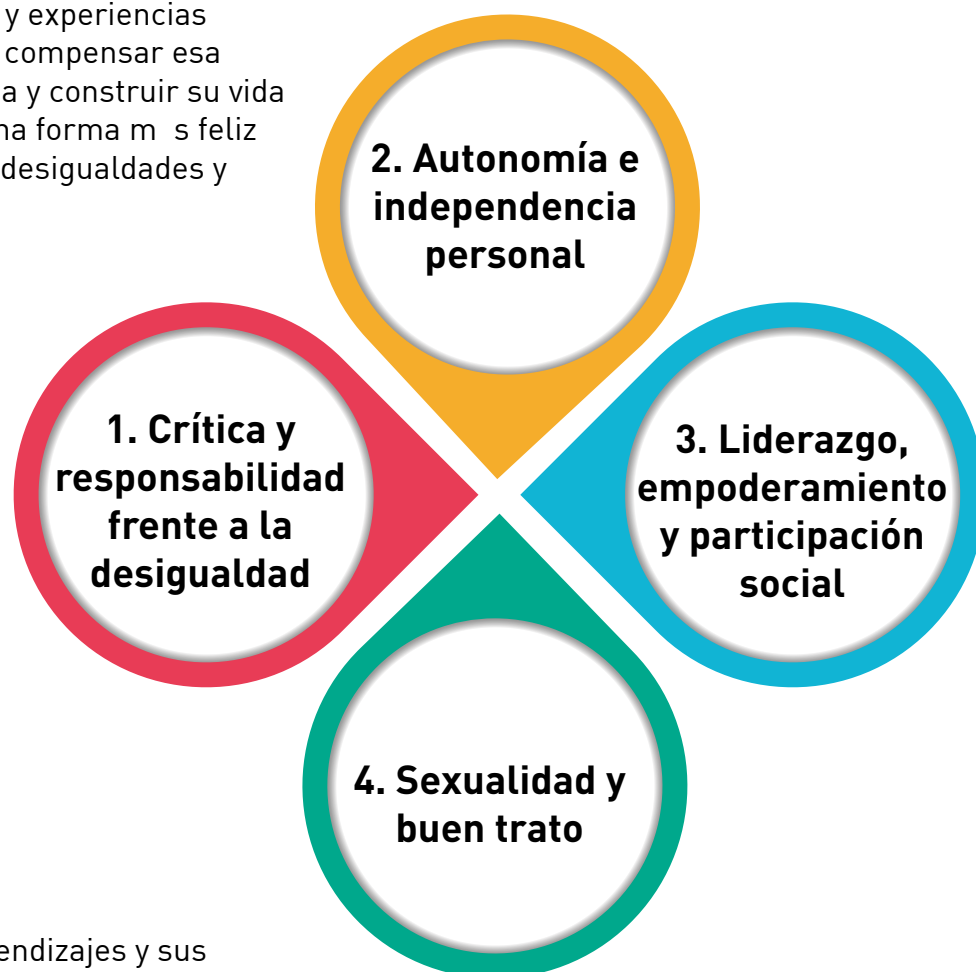 y experiencias
compensar esa
a y construir su vida
na forma m s feliz
desigualdades y
2. Autonomía e
independencia
personal
1. Crítica y
responsabilidad
frente a la
desigualdad
3. Liderazgo,
empoderamiento
y participación
social
4. Sexualidad y
buen trato
endizajes y sus